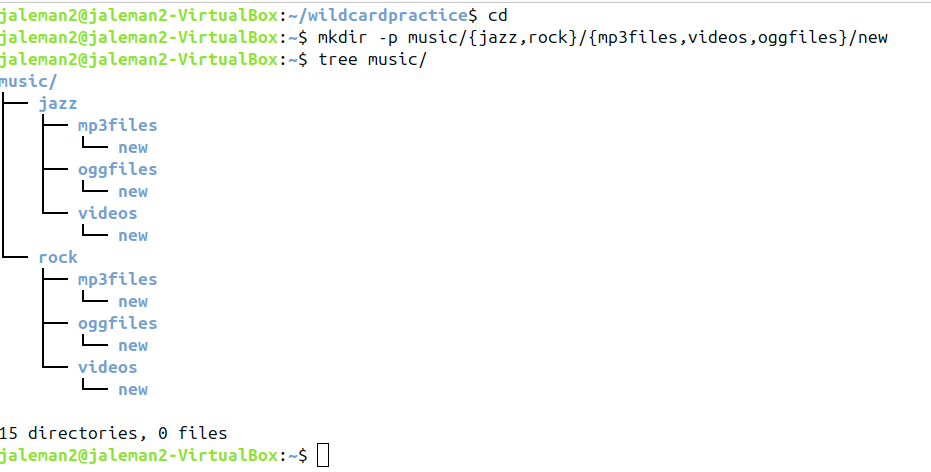 jaleman2@jaleman2-VirtualBox:~/wildcardpractice$ cd
jaleman2@jaleman2-VirtualBox:~$ mkdir -p music/{jazz,rock}/{mp3files,videos,oggfiles}/new
jaleman2@jaleman2-VirtualBox:~$ tree music/
music/
├── jazz
│   ├── mp3files
│   │   └── new
│   ├── oggfiles
│   │   └── new
│   └── videos
│       └── new
└── rock
    ├── mp3files
    │   └── new
    ├── oggfiles
    │   └── new
    └── videos
        └── new
15 directories, 0 files
jaleman2@jaleman2-VirtualBox:~$